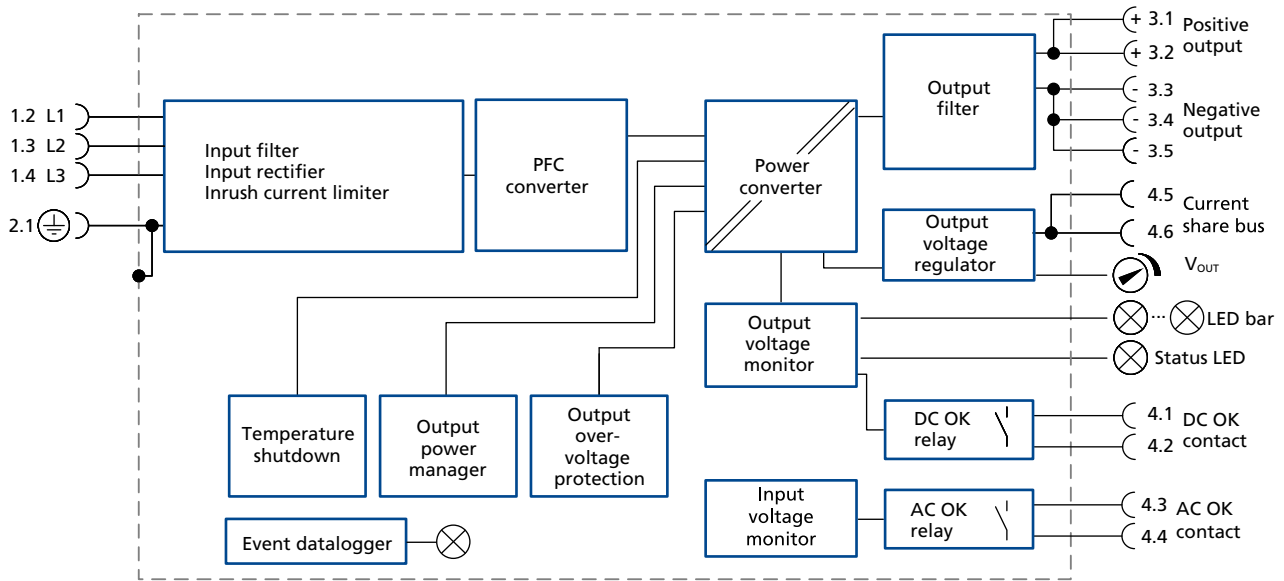 1.2 L1
1.3 L2
1.4 L3
2.1
Input filter
Input rectifier
Inrush current limiter
PFC
converter
Power
converter
Output
filter
+ 3.1
+ 3.2
Positive
output
- 3.3
- 3.4
- 3.5
Negative
output
Output
voltage
regulator
4.5
4.6
Current
share bus
VOUT
Output
voltage
monitor
... LED bar
Status LED
Temperature
shutdown
Output
power
manager
Output
over-
voltage
protection
DC OK
relay
4.1
4.2
DC OK
contact
Input
voltage
monitor
AC OK
relay
4.3
4.4
AC OK
contact
Event datalogger